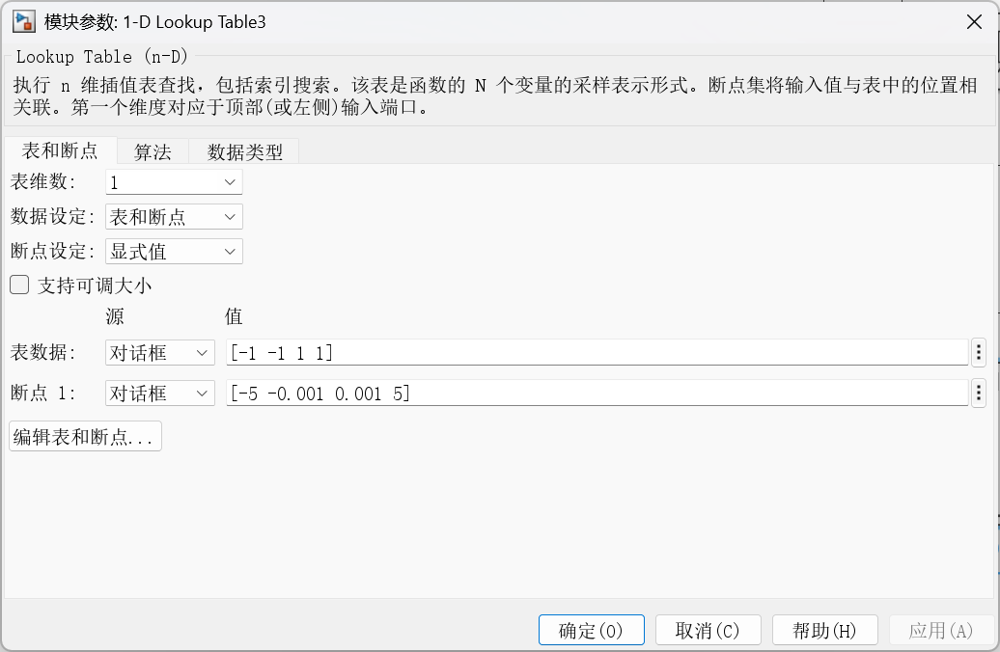 模块参数: 1-D Lookup Table3
Lookup Table (n-D)
执行 n 维插值表查找，包括索引搜索。该表是函数的 N 个变量的采样表示形式。断点集将输入值与表中的位置相
关联。第一个维度对应于顶部(或左侧)输入端口。
表和断点 算法 数据类型
表维数: 1
数据设定: 表和断点
断点设定: 显式值
支持可调大小
源 值
表数据: 对话框 [-1 -1 1 1]
断点 1: 对话框 [-5 -0.001 0.001 5]
编辑表和断点...
确定(O) 取消(C) 帮助(H) 应用(A)